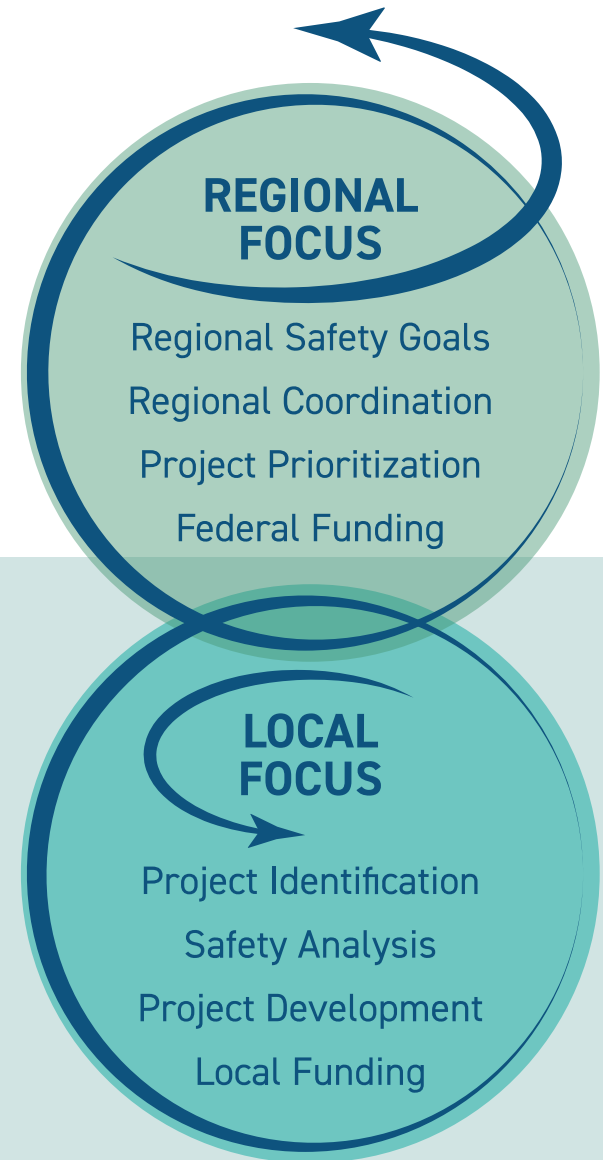 REGIONAL
FOCUS
Regional Safety Goals
Regional Coordination
Project Prioritization
Federal Funding
LOCAL
FOCUS
Project Identification
Safety Analysis
Project Development
Local Funding